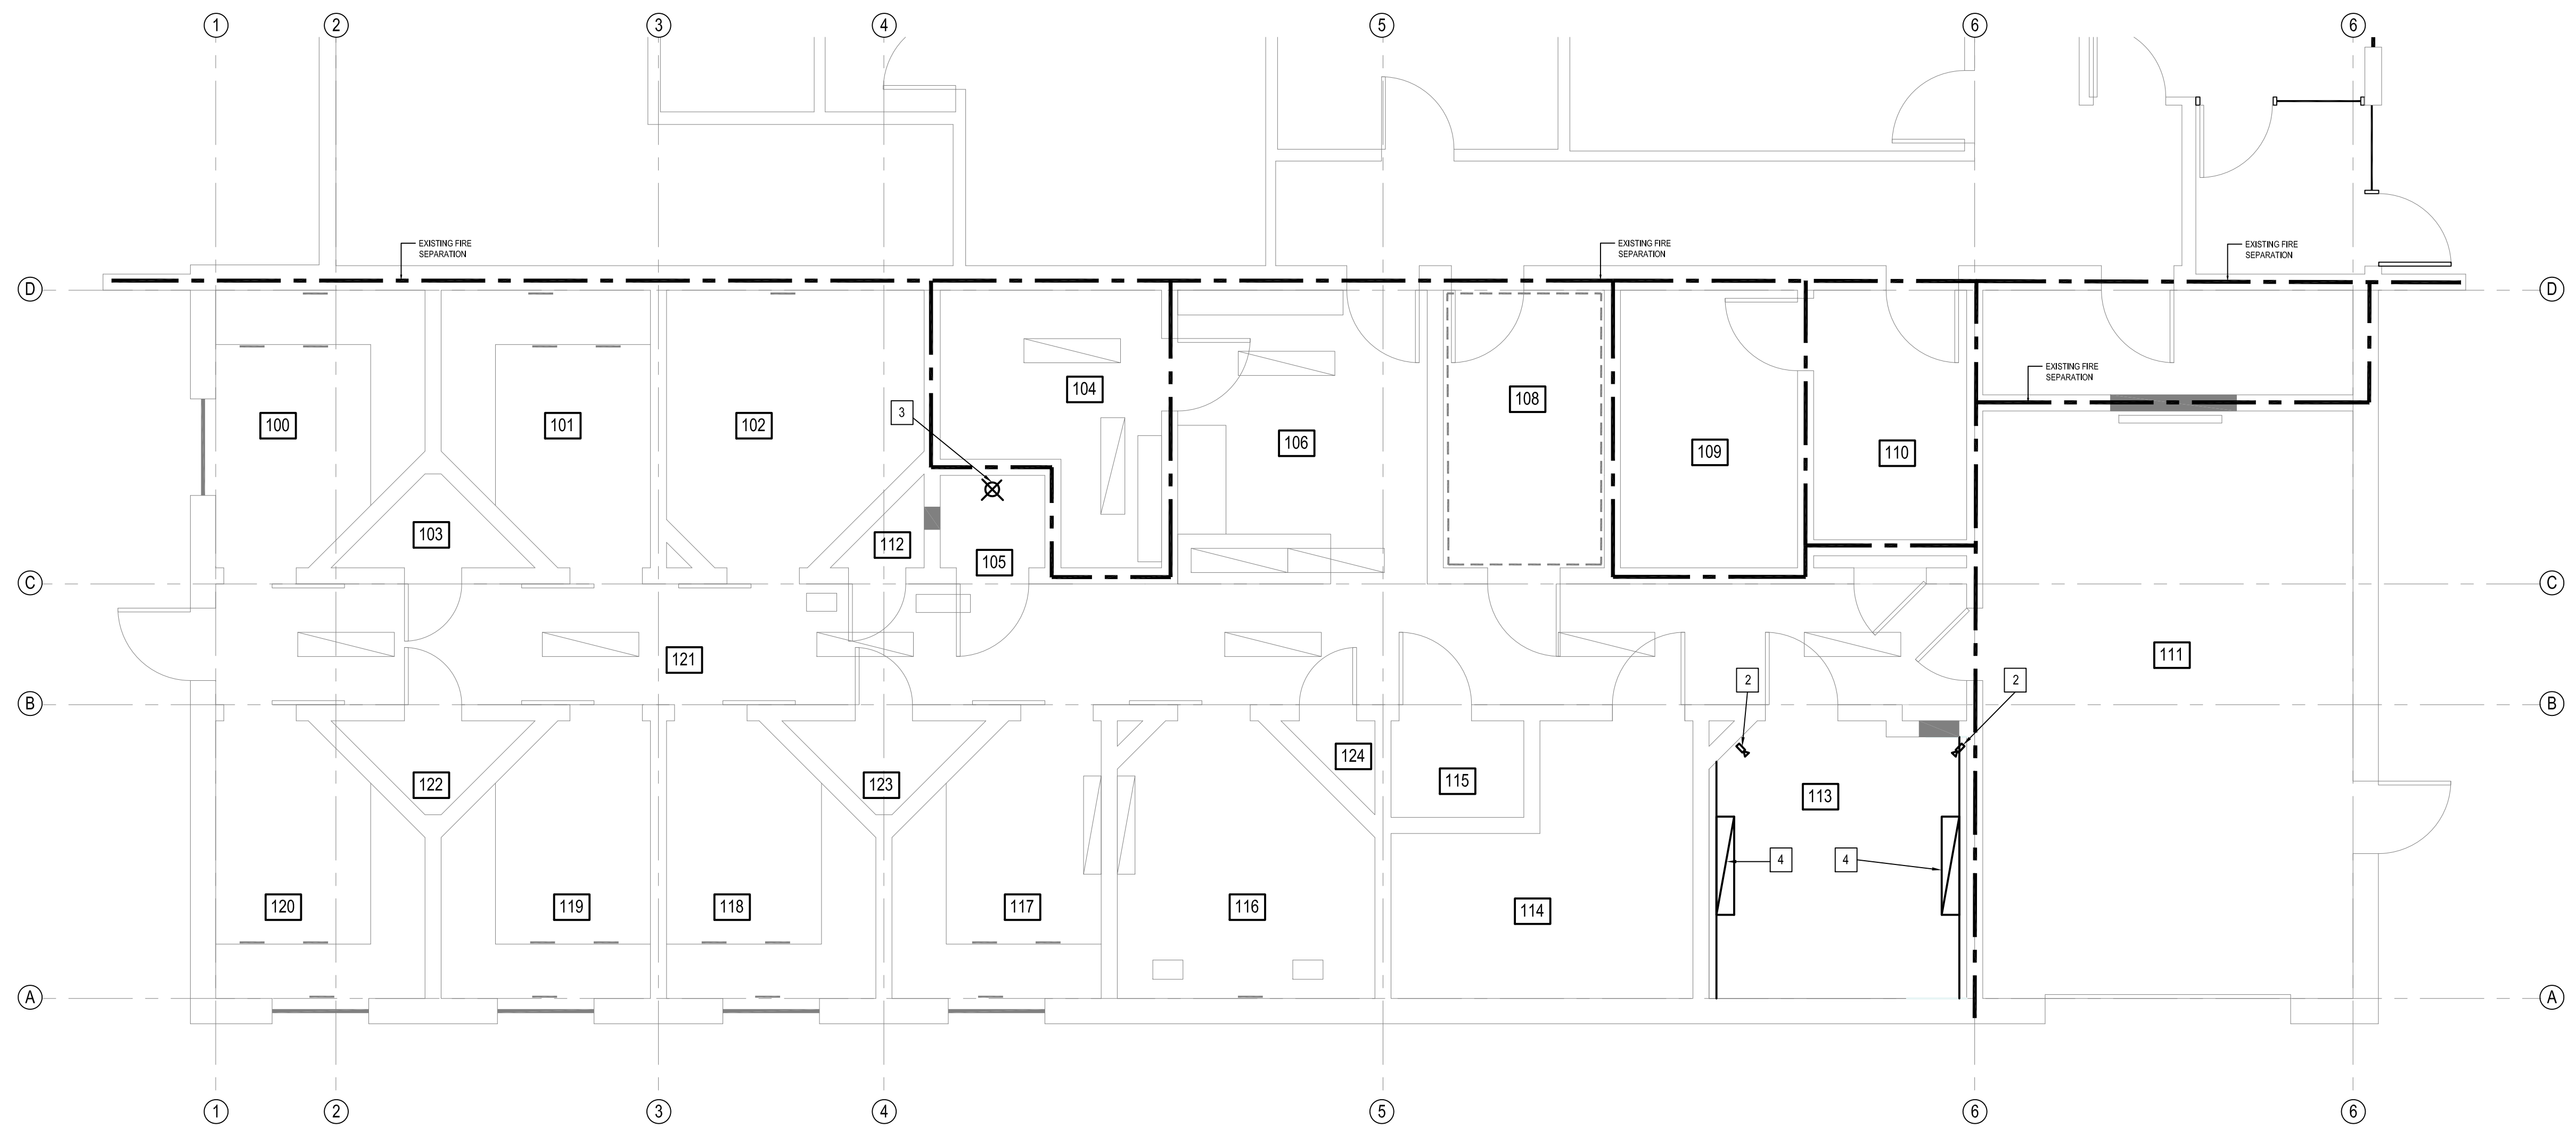 1
2
3
4
5
6
6
EXISTING FIRE
SEPARATION
EXISTING FIRE
SEPARATION
EXISTING FIRE
SEPARATION
D
D
EXISTING FIRE
SEPARATION
104
108
3
100
101
102
106
109
110
103
112
105
C
C
121
111
2
2
B
B
124
115
122
123
113
4
4
120
119
118
117
116
114
A
A
1
2
3
4
5
6
6